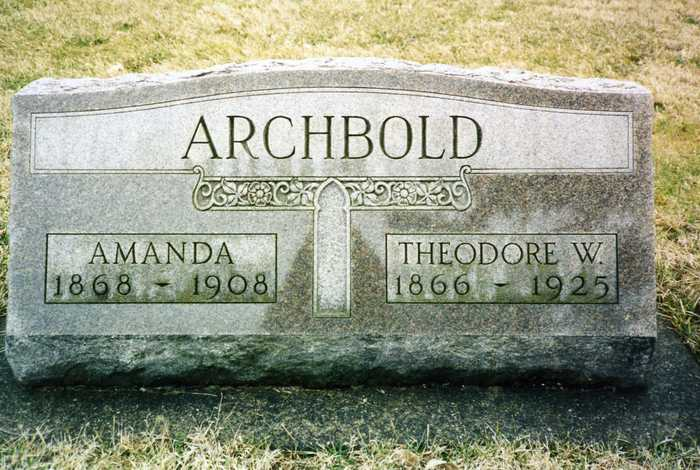 ARCHBOLD
AMANDA
1868 - 1908
THEODORE W.
1866 - 1925